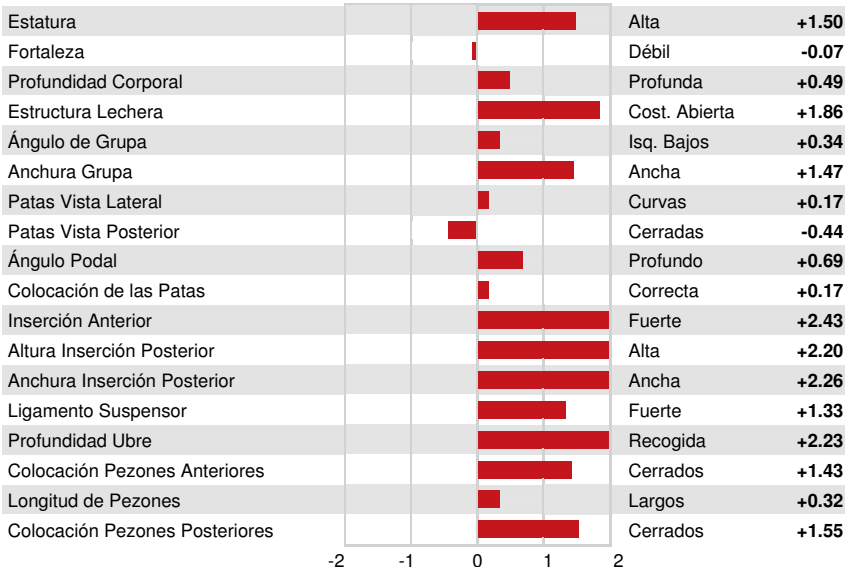 Estatura Alta +1.50
Fortaleza Débil -0.07
Profundidad Corporal Profunda +0.49
Estructura Lechera Cost. Abierta +1.86
Ángulo de Grupa Isq. Bajos +0.34
Anchura Grupa Ancha +1.47
Patas Vista Lateral Curvas +0.17
Patas Vista Posterior Cerradas -0.44
Ángulo Podal Profundo +0.69
Colocación de las Patas Correcta +0.17
Inserción Anterior Fuerte +2.43
Altura Inserción Posterior Alta +2.20
Anchura Inserción Posterior Ancha +2.26
Ligamento Suspensor Fuerte +1.33
Profundidad Ubre Recogida +2.23
Colocación Pezones Anteriores Cerrados +1.43
Longitud de Pezones Largos +0.32
Colocación Pezones Posteriores Cerrados +1.55
-2 -1 0 1 2